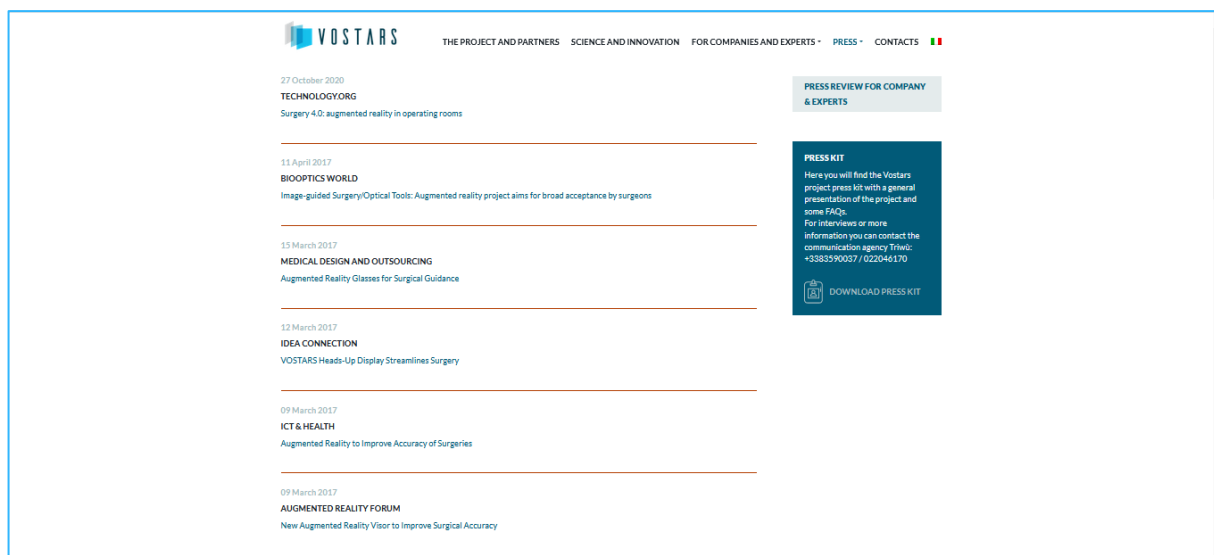 VOSTARS
THE PROJECT AND PARTNERS SCIENCE AND INNOVATION FOR COMPANIES AND EXPERTS PRESS CONTACTS
27 October 2020
TECHNOLOGY.ORG
Surgery 4.0: augmented reality in operating rooms
11 April 2017
BIOOPTICS WORLD
Image-guided Surgery/Optical Tools: Augmented reality project aims for broad acceptance by surgeons
15 March 2017
MEDICAL DESIGN AND OUTSOURCING
Augmented Reality Glasses for Surgical Guidance
12 March 2017
IDEA CONNECTION
VOSTARS Heads-Up Display Streamlines Surgery
09 March 2017
ICT & HEALTH
Augmented Reality to Improve Accuracy of Surgeries
09 March 2017
AUGMENTED REALITY FORUM
New Augmented Reality Visor to Improve Surgical Accuracy
PRESS REVIEW FOR COMPANY
& EXPERTS
PRESS KIT
Here you will find the Vostars
project press kit with a general
presentation of the project and
some FAQs.
For interviews or more
information you can contact the
communication agency Triwù:
+3383590037 / 022046170
DOWNLOAD PRESS KIT